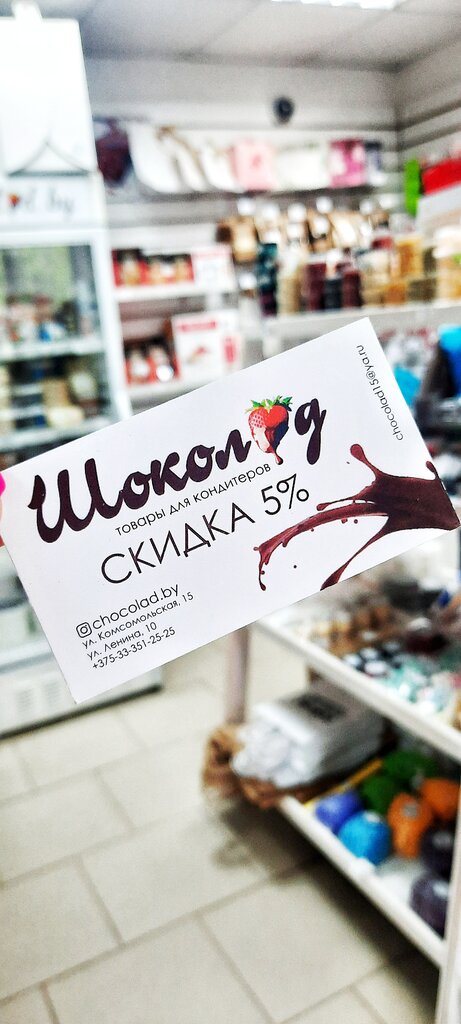 Шоколад
товары для кондитеров
СКИДКА 5%
chocolad.by
ул. Комсомольская, 15
ул. Ленина, 10
+375-33-351-25-25
chocolad15@ya.ru